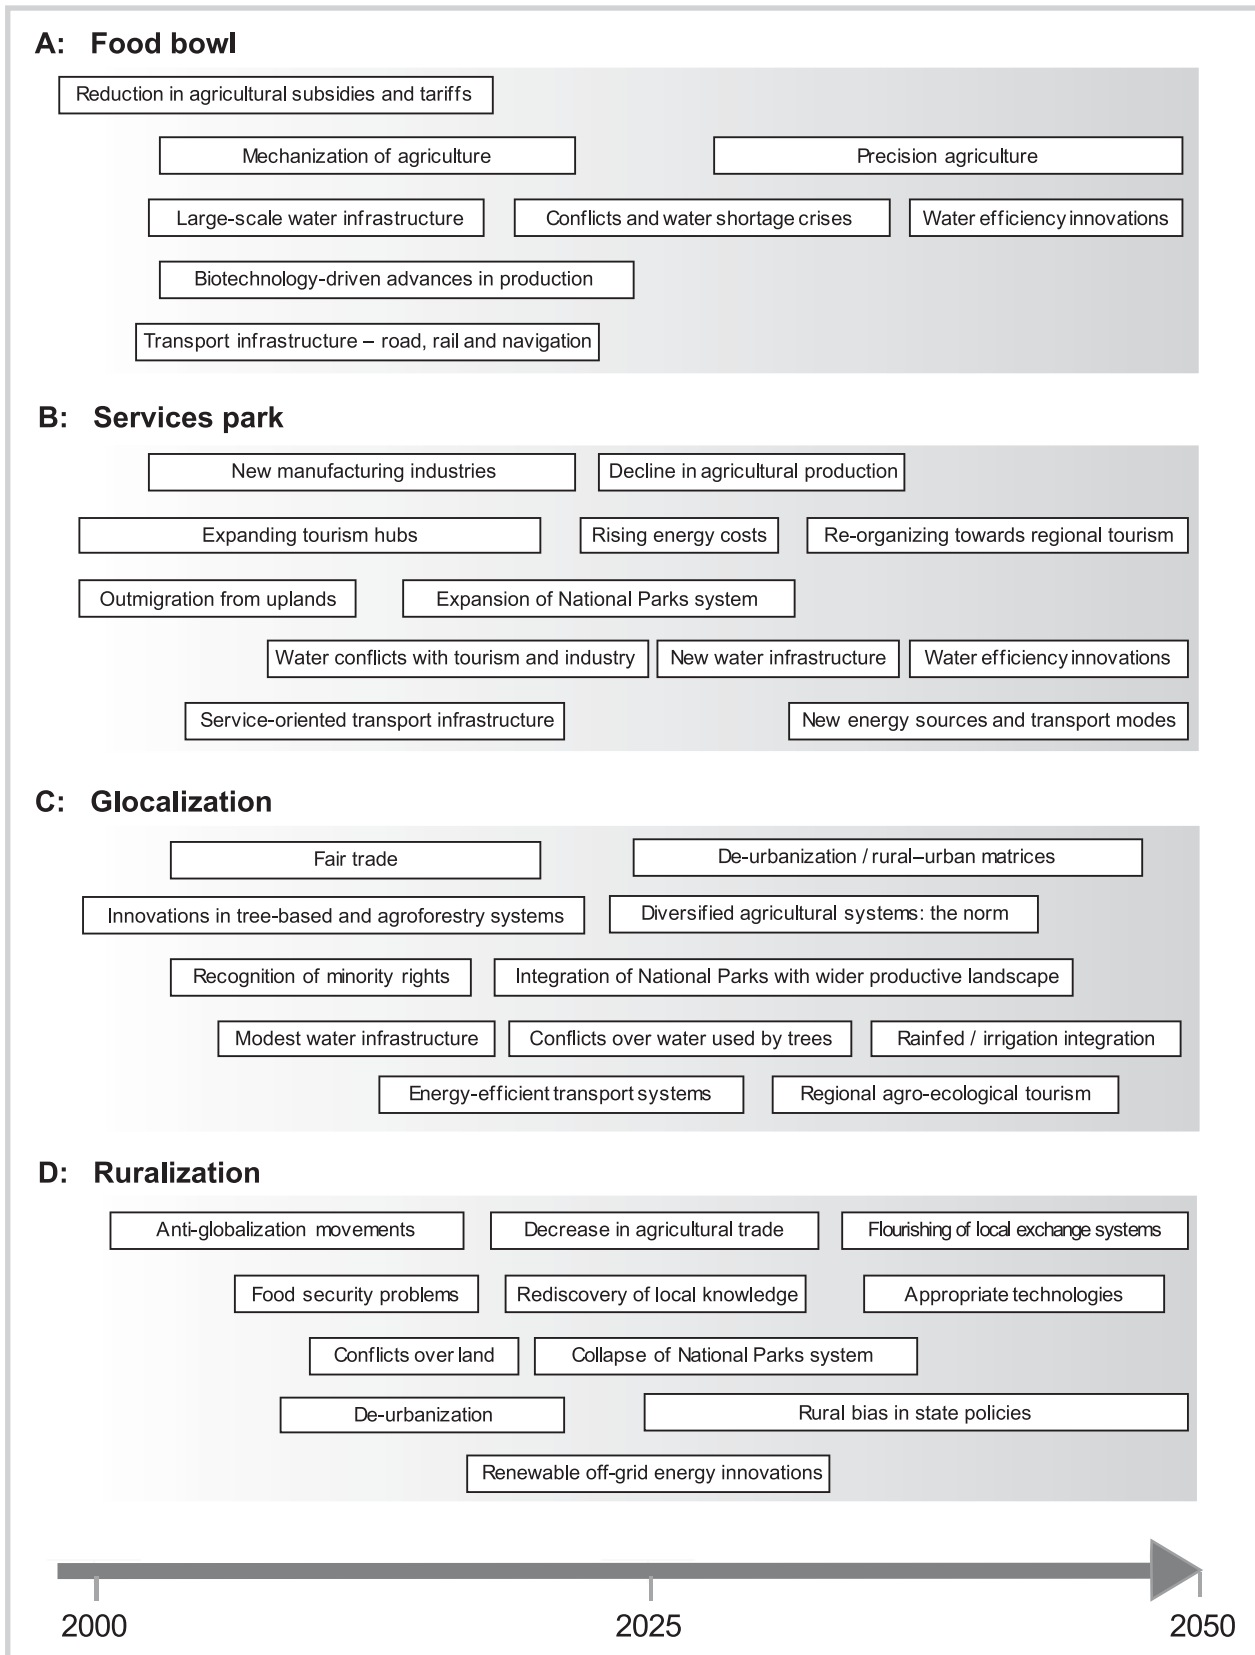 A: Food bowl
Reduction in agricultural subsidies and tariffs
Mechanization of agriculture
Precision agriculture
Large-scale water infrastructure
Conflicts and water shortage crises
Water efficiency innovations
Biotechnology-driven advances in production
Transport infrastructure – road, rail and navigation
B: Services park
New manufacturing industries
Decline in agricultural production
Expanding tourism hubs
Rising energy costs
Re-organizing towards regional tourism
Outmigration from uplands
Expansion of National Parks system
Water conflicts with tourism and industry
New water infrastructure
Water efficiency innovations
Service-oriented transport infrastructure
New energy sources and transport modes
C: Glocalization
Fair trade
De-urbanization / rural–urban matrices
Innovations in tree-based and agroforestry systems
Diversified agricultural systems: the norm
Recognition of minority rights
Integration of National Parks with wider productive landscape
Modest water infrastructure
Conflicts over water used by trees
Rainfed / irrigation integration
Energy-efficient transport systems
Regional agro-ecological tourism
D: Ruralization
Anti-globalization movements
Decrease in agricultural trade
Flourishing of local exchange systems
Food security problems
Rediscovery of local knowledge
Appropriate technologies
Conflicts over land
Collapse of National Parks system
De-urbanization
Rural bias in state policies
Renewable off-grid energy innovations
2000
2025
2050